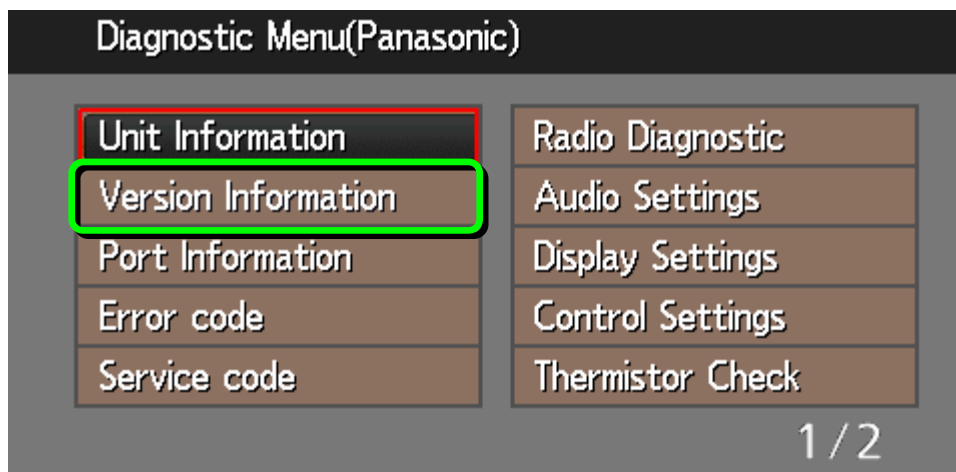 Diagnostic Menu(Panasonic)
Unit Information
Version Information
Port Information
Error code
Service code
Radio Diagnostic
Audio Settings
Display Settings
Control Settings
Thermistor Check
1/2